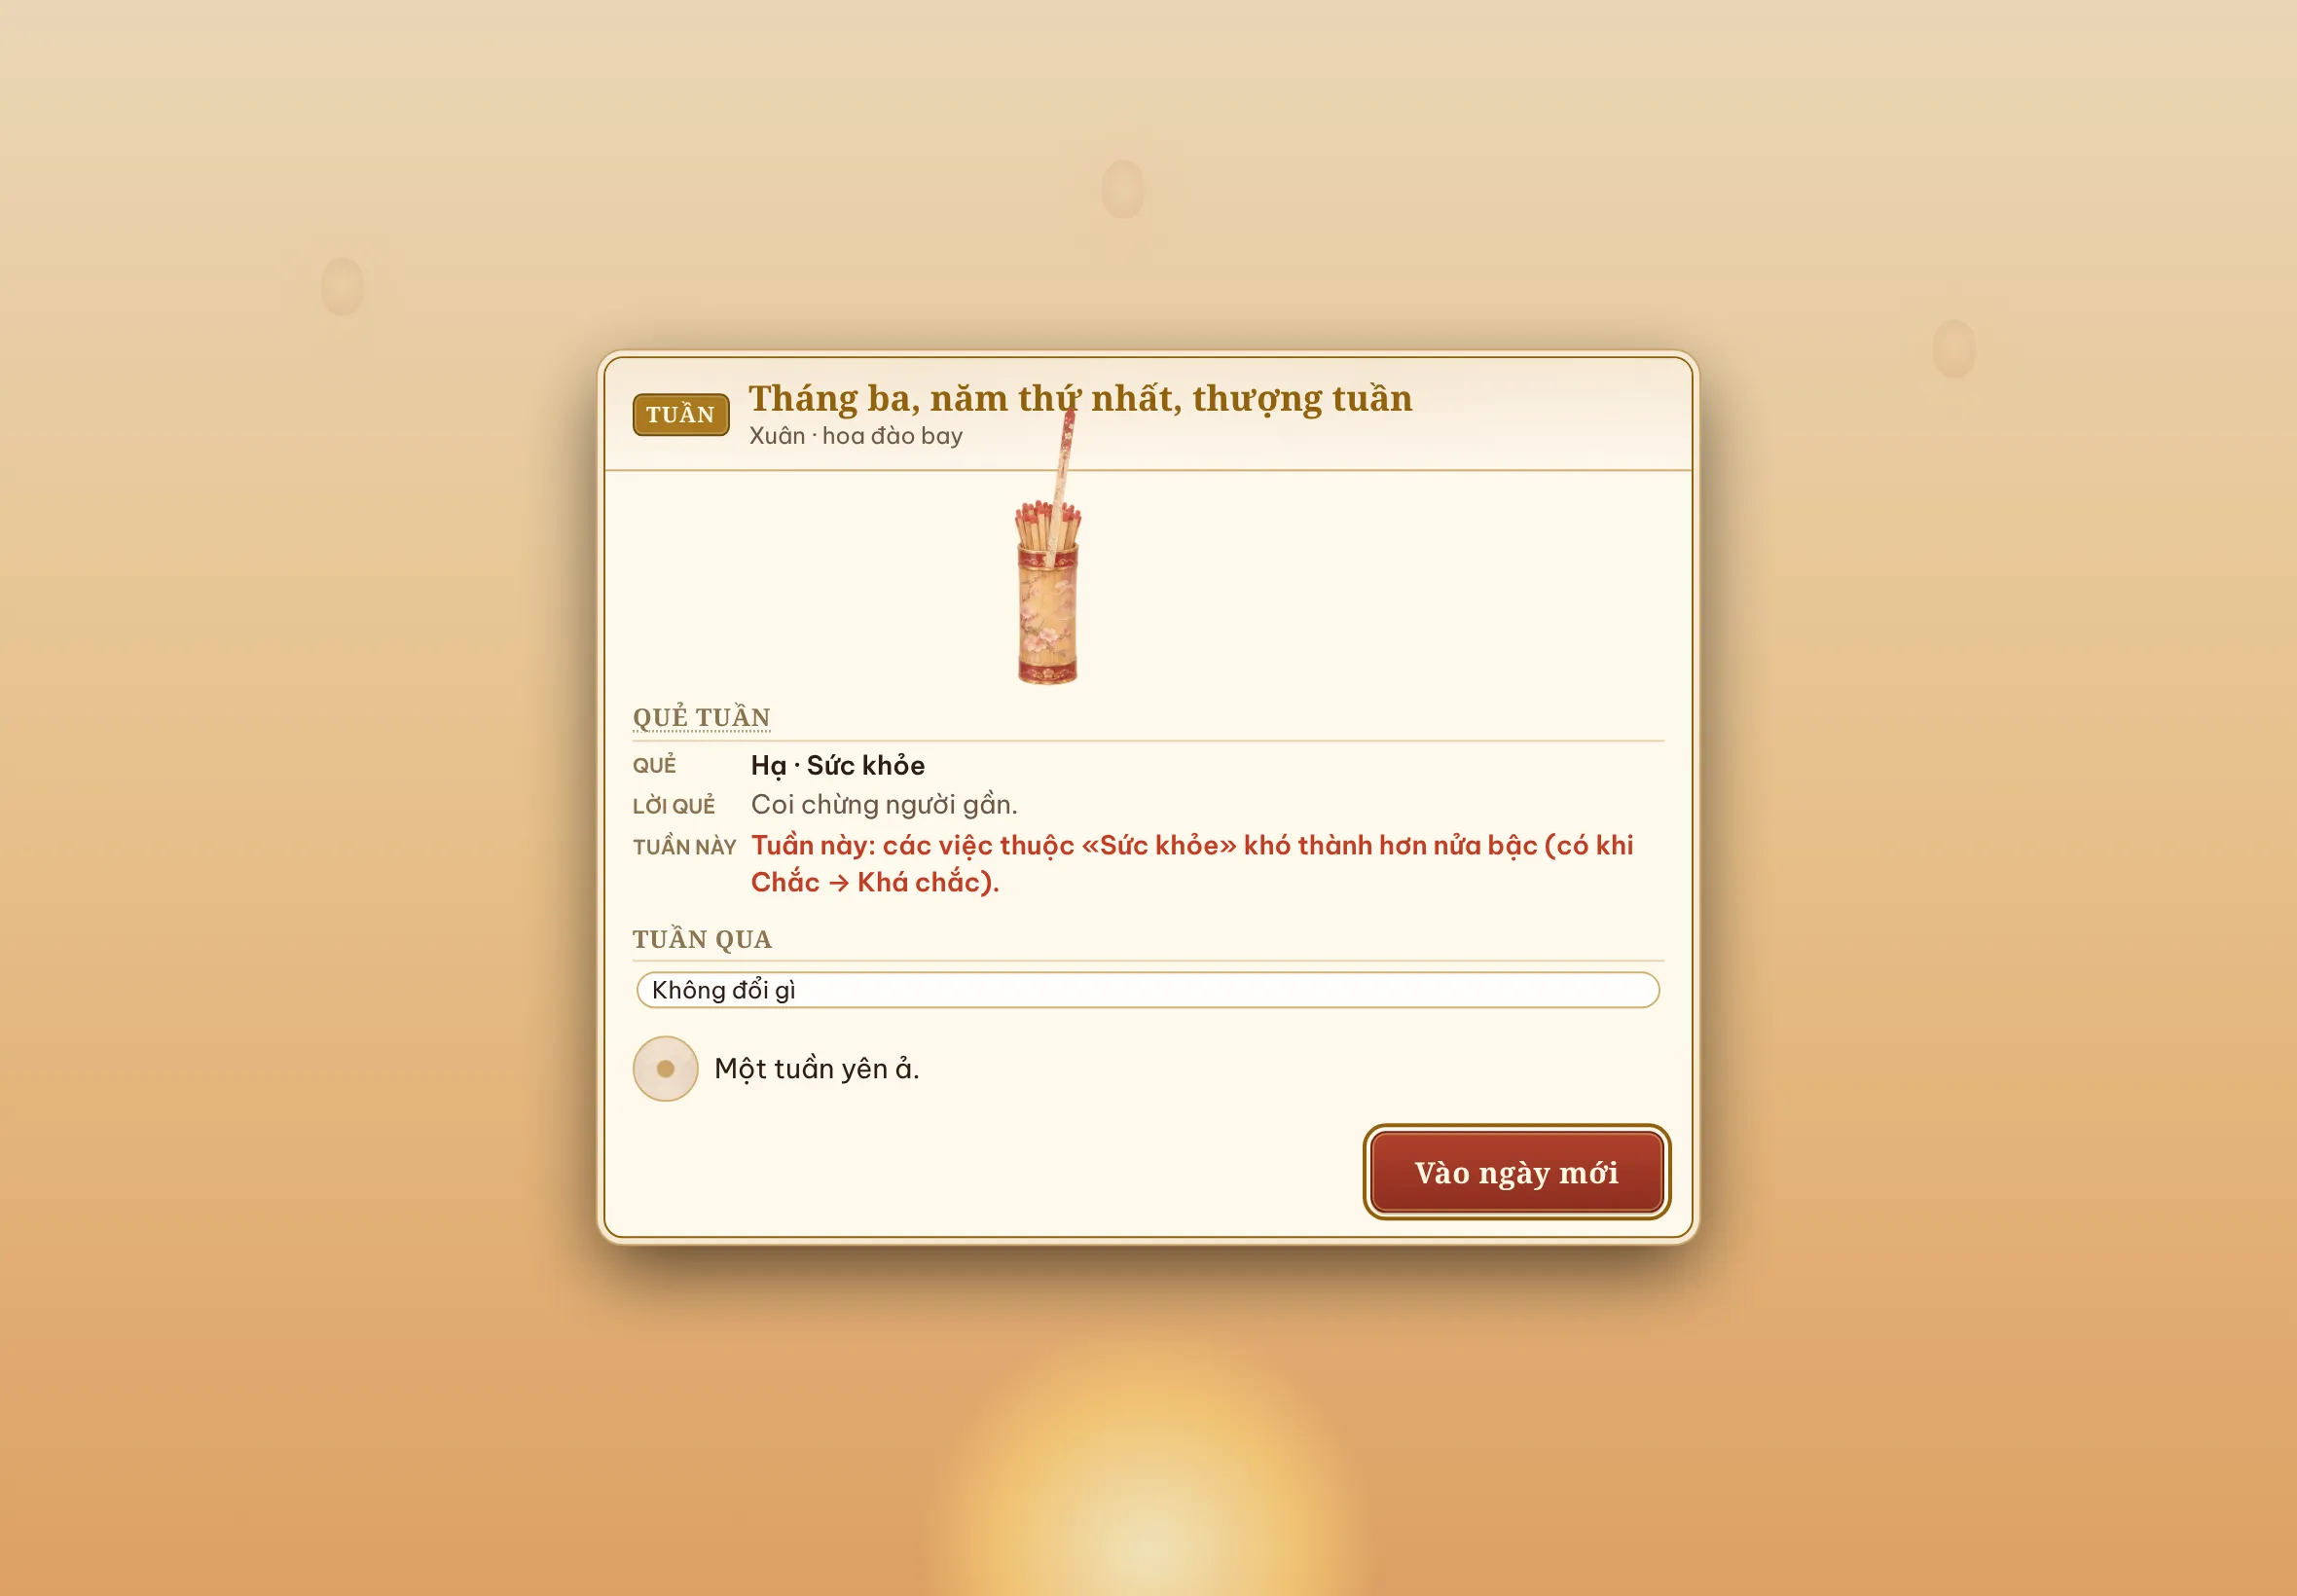 TUẦN
Tháng ba, năm thứ nhất, thượng tuần
Xuân · hoa đào bay
QUẺ TUẦN
QUẺ
Hạ · Sức khỏe
LỜI QUẺ
Coi chừng người gần.
TUẦN NÀY
Tuần này: các việc thuộc «Sức khỏe» khó thành hơn nửa bậc (có khi
Chắc → Khá chắc).
TUẦN QUA
Không đổi gì
Một tuần yên ả.
Vào ngày mới